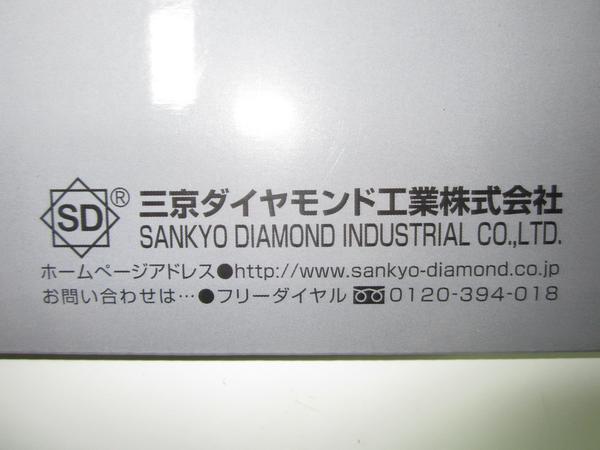 SD® 三京ダイヤモンド工業株式会社
SANKYO DIAMOND INDUSTRIAL CO.,LTD.
ホームページアドレス●http://www.sankyo-diamond.co.jp
お問い合わせは…●フリーダイヤル 0120-394-018